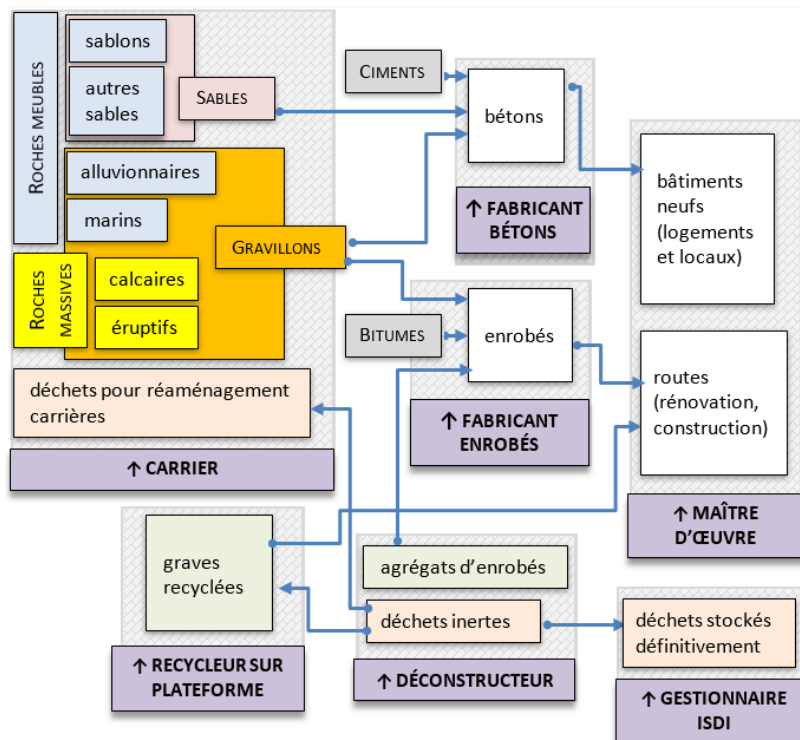 ROCHES MEUBLES
sablons
autres
sables
SABLES
alluvionnaires
marins
GRAVILLONS
ROCHES
MASSIVES
calcaires
éruptifs
déchets pour réaménagement
carrières
↑ CARRIER
CIMENTS
bétons
↑ FABRICANT
BÉTONS
BITUMES
enrobés
↑ FABRICANT
ENROBÉS
bâtiments
neufs
(logements
et locaux)
routes
(rénovation,
construction)
↑ MAÎTRE
D’ŒUVRE
graves
recyclées
↑ RECYCLEUR SUR
PLATEFORME
agrégats d’enrobés
déchets inertes
↑ DÉCONSTRUCTEUR
déchets stockés
définitivement
↑ GESTIONNAIRE
ISDI